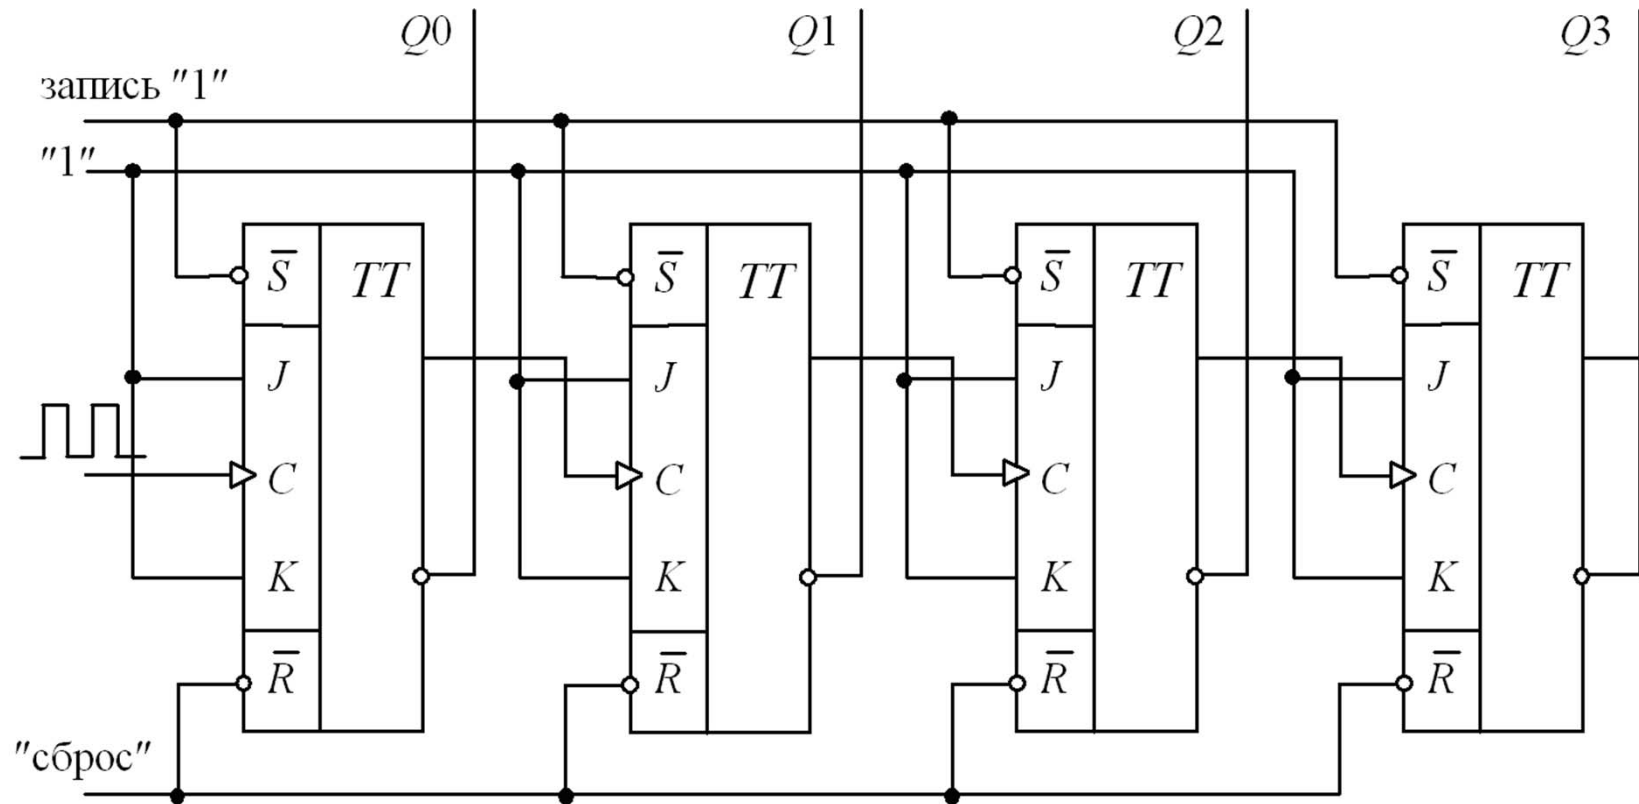 Q0 Q1 Q2 Q3
запись "1"
"1"
S̅ TT S̅ TT S̅ TT S̅ TT
J J J J
C C C C
K K K K
R̅ R̅ R̅ R̅
"сброс"